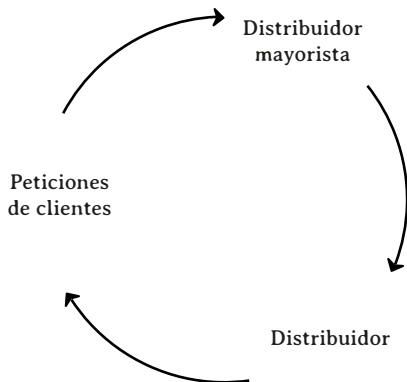 Distribuidor
mayorista
Peticiones
de clientes
Distribuidor